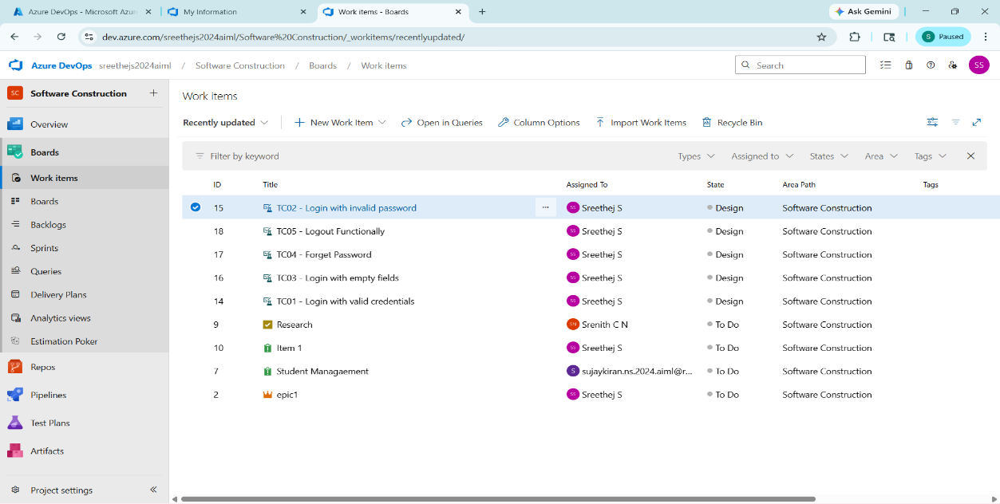 Azure DevOps - Microsoft Azur
My Information
Work items - Boards
Ask Gemini
dev.azure.com/sreethejs2024aiml/Software%20Construction/_workitems/recentlyupdated/
S Paused
Azure DevOps sreethejs2024aiml / Software Construction / Boards / Work items
Search
SS
SC Software Construction
Overview
Boards
Work items
Boards
Backlogs
Sprints
Queries
Delivery Plans
Analytics views
Estimation Poker
Repos
Pipelines
Test Plans
Artifacts
Project settings
Work items
Recently updated New Work Item Open in Queries Column Options Import Work Items Recycle Bin
Filter by keyword Types Assigned to States Area Tags
ID Title Assigned To State Area Path Tags
15 TC02 - Login with invalid password ... SS Sreethej S Design Software Construction
18 TC05 - Logout Functionally SS Sreethej S Design Software Construction
17 TC04 - Forget Password SS Sreethej S Design Software Construction
16 TC03 - Login with empty fields SS Sreethej S Design Software Construction
14 TC01 - Login with valid credentials SS Sreethej S Design Software Construction
9 Research SN Srenith C N To Do Software Construction
10 Item 1 SS Sreethej S To Do Software Construction
7 Student Managaement S sujaykiran.ns.2024.aiml@r... To Do Software Construction
2 epic1 SS Sreethej S To Do Software Construction